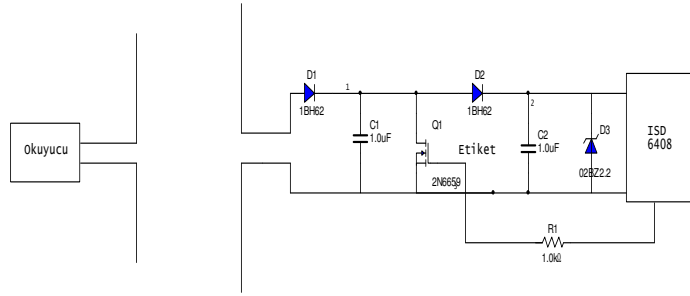 D1
1
D2
1BH62
1BH62
2
Q1
C1
1.0uF
Etiket
C2
1.0uF
D3
ISD
6408
Okuyucu
2N6659
02BZ2.2
R1
1.0kΩ